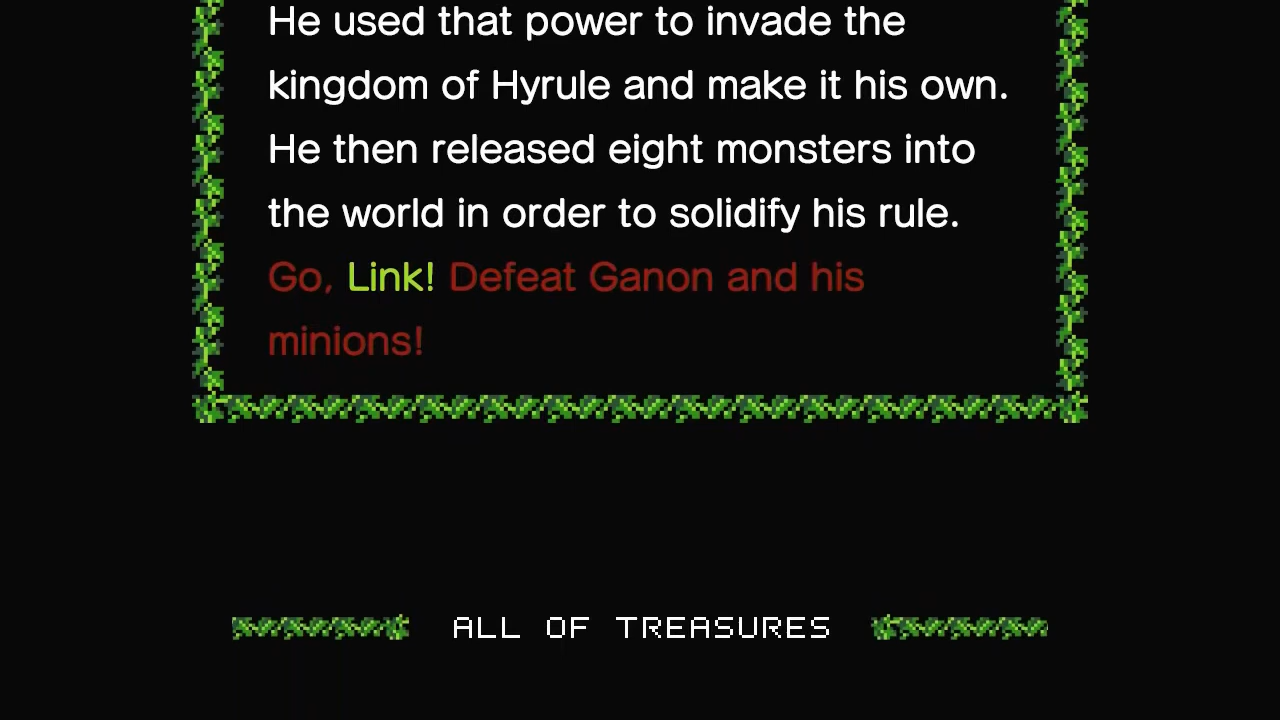 He used that power to invade the
kingdom of Hyrule and make it his own.
He then released eight monsters into
the world in order to solidify his rule.
Go, Link! Defeat Ganon and his
minions!
ALL OF TREASURES